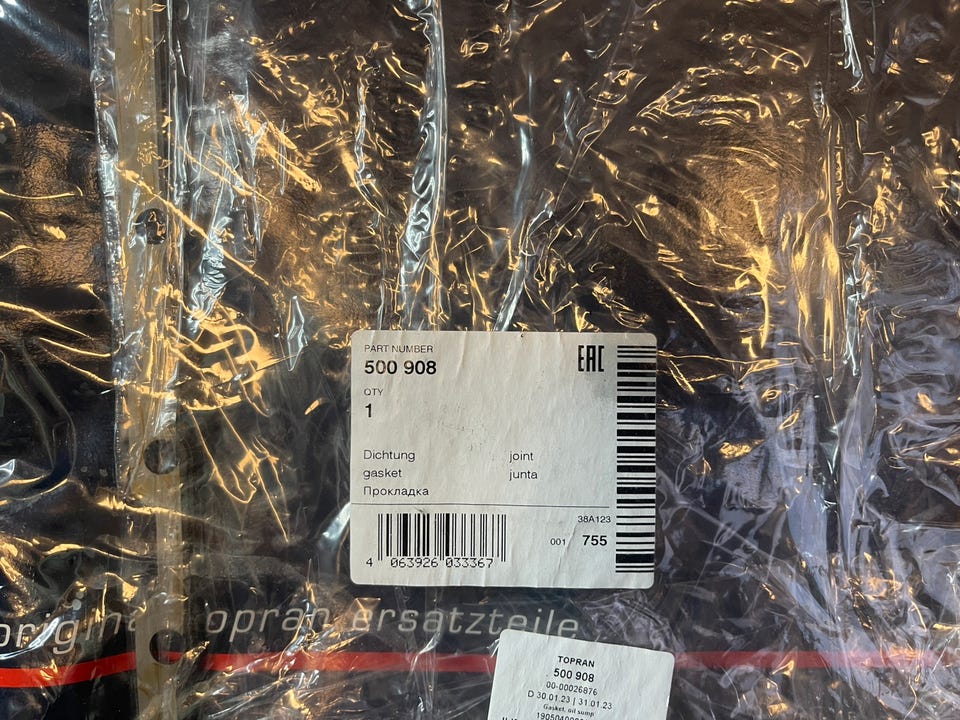 PART NUMBER
EAC
500 908
QTY
1
Dichtung joint
gasket junta
Прокладка
38A123
001 755
4 063926 033367
original topran ersatzteile
TOPRAN
500 908
00-00026876
D 30.01.23 | 31.01.23
Gasket, oil sump